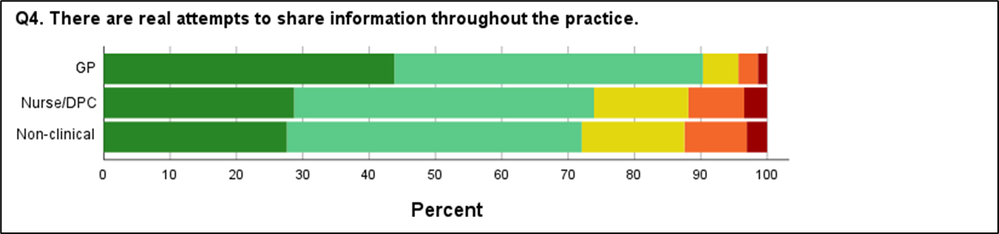 Q4. There are real attempts to share information throughout the practice.
GP
Nurse/DPC
Non-clinical
0 10 20 30 40 50 60 70 80 90 100
Percent